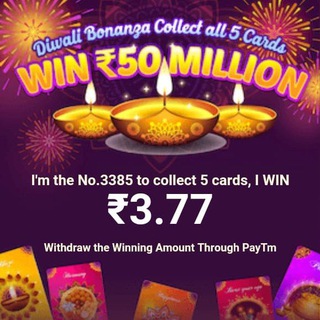 Diwali Bonanza Collect all 5 Cards
WIN ₹50 MILLION
I'm the No.3385 to collect 5 cards, I WIN
₹3.77
Withdraw the Winning Amount Through PayTm